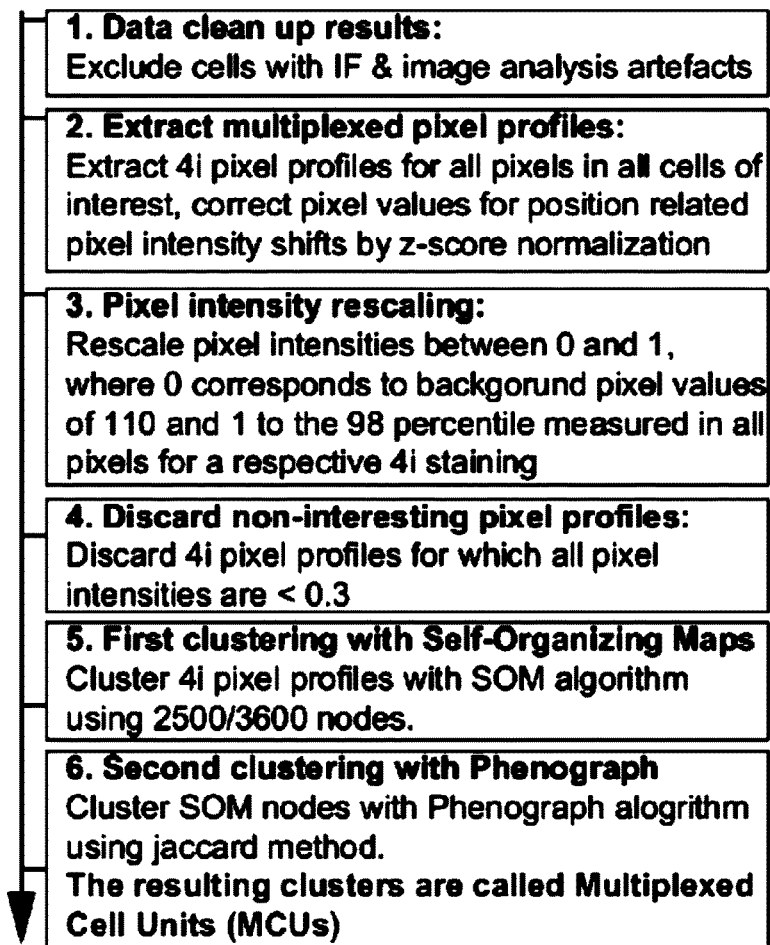 1. Data clean up results:
Exclude cells with IF & image analysis artefacts
2. Extract multiplexed pixel profiles:
Extract 4i pixel profiles for all pixels in all cells of
interest, correct pixel values for position related
pixel intensity shifts by z-score normalization
3. Pixel intensity rescaling:
Rescale pixel intensities between 0 and 1,
where 0 corresponds to backgorund pixel values
of 110 and 1 to the 98 percentile measured in all
pixels for a respective 4i staining
4. Discard non-interesting pixel profiles:
Discard 4i pixel profiles for which all pixel
intensities are < 0.3
5. First clustering with Self-Organizing Maps
Cluster 4i pixel profiles with SOM algorithm
using 2500/3600 nodes.
6. Second clustering with Phenograph
Cluster SOM nodes with Phenograph alogrithm
using jaccard method.
The resulting clusters are called Multiplexed
Cell Units (MCUs)